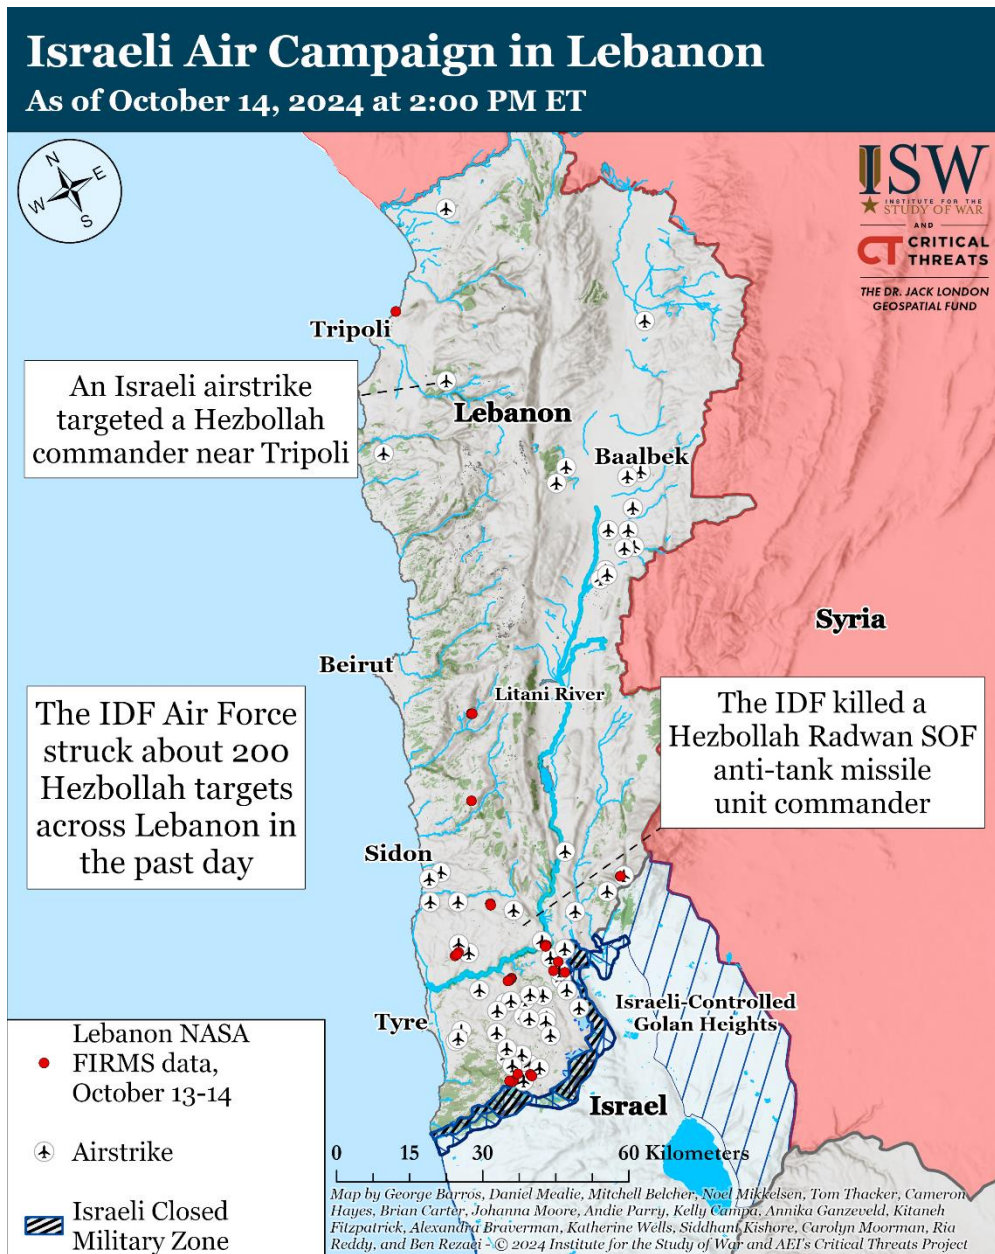 Israeli Air Campaign in Lebanon
As of October 14, 2024 at 2:00 PM ET
N
E
W
S
ISW
INSTITUTE FOR THE
STUDY OF WAR
AND
CT CRITICAL
THREATS
THE DR. JACK LONDON
GEOSPATIAL FUND
Tripoli
An Israeli airstrike
targeted a Hezbollah
commander near Tripoli
Lebanon
Baalbek
Syria
Beirut
Litani River
The IDF Air Force
struck about 200
Hezbollah targets
across Lebanon in
the past day
The IDF killed a
Hezbollah Radwan SOF
anti-tank missile
unit commander
Sidon
Israeli-Controlled
Golan Heights
Tyre
Israel
Lebanon NASA
FIRMS data,
October 13-14
Airstrike
Israeli Closed
Military Zone
0 15 30 60 Kilometers
Map by George Barros, Daniel Mealie, Mitchell Belcher, Noel Mikkelsen, Tom Thacker, Cameron
Hayes, Brian Carter, Johanna Moore, Andie Parry, Kelly Campa, Annika Ganzeveld, Kitaneh
Fitzpatrick, Alexandra Braverman, Katherine Wells, Siddhant Kishore, Carolyn Moorman, Ria
Reddy, and Ben Rezaei - © 2024 Institute for the Study of War and AEI's Critical Threats Project